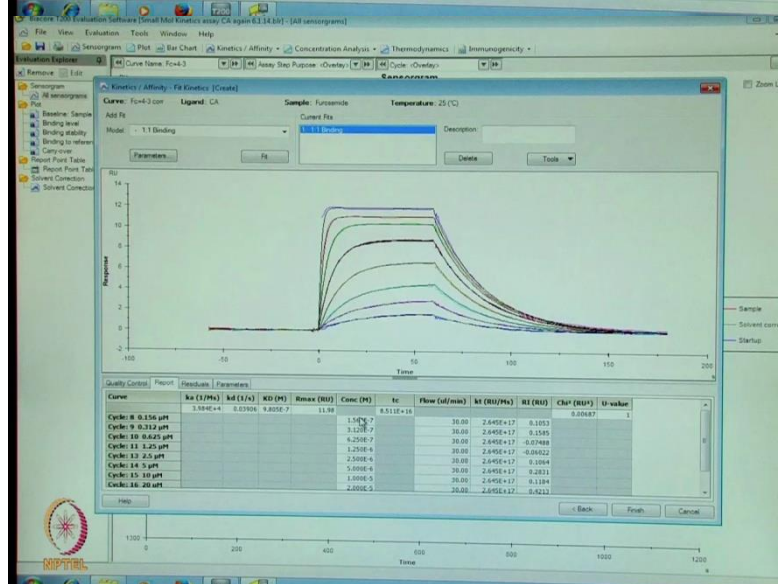 Biacore T200 Evaluation Software [Small Mol Kinetics assay CA again 6.1.14.blr] - [All sensorgrams]
File View Evaluation Tools Window Help
Sensorgram Plot Bar Chart Kinetics / Affinity Concentration Analysis Thermodynamics Immunogenicity
Evaluation Explorer Curve Name: Fc=4-3 Assay Step Purpose: <Overlay> Cycle: <Overlay>
Remove Edit Sensorgram Zoom
Sensorgram
All sensorgrams
Plot
Baseline: Sample
Binding level
Binding stability
Binding to referen
Carry-over
Report Point Table
Report Point Tabl
Solvent Correction
Solvent Correction
Kinetics / Affinity - Fit Kinetics [Create]
Curve: Fc=4-3 corr Ligand: CA Sample: Furosemide Temperature: 25 (°C)
Add Fit Current Fits
Model: 1:1 Binding 1. 1:1 Binding Description:
Parameters... Fit Delete Tools
RU
14
12
10
8
6
4
2
0
-2
Response
-100 -50 0 50 100 150 200
Time
Sample
Solvent corr
Startup
Quality Control Report Residuals Parameters
Curve ka (1/Ms) kd (1/s) KD (M) Rmax (RU) Conc (M) tc Flow (ul/min) kt (RU/Ms) RI (RU) Chi² (RU²) U-value
3.984E+4 0.03906 9.805E-7 11.98 8.511E+16 0.00687 1
Cycle: 8 0.156 µM 30.00 2.645E+17 0.1053
Cycle: 9 0.312 µM 3.120E-7 30.00 2.645E+17 0.1585
Cycle: 10 0.625 µM 6.250E-7 30.00 2.645E+17 -0.07488
Cycle: 11 1.25 µM 1.250E-6 30.00 2.645E+17 -0.06022
Cycle: 13 2.5 µM 2.500E-6 30.00 2.645E+17 0.1064
Cycle: 14 5 µM 5.000E-6 30.00 2.645E+17 0.2831
Cycle: 15 10 µM 1.000E-5 30.00 2.645E+17 0.1184
Cycle: 16 20 µM 2.000E-5 30.00 2.645E+17 0.4213
Help < Back Finish Cancel
1300
0 200 400 600 800 1000 1200
Time
NPTEL